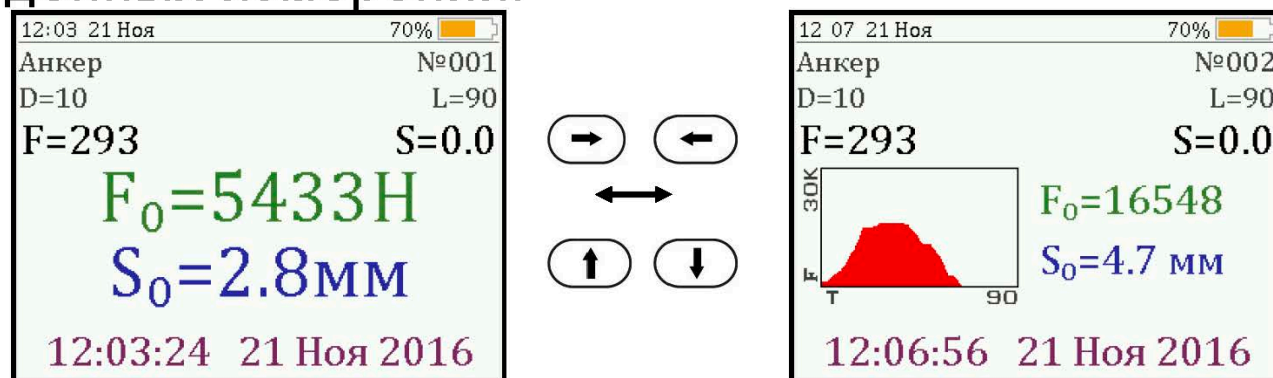 12:03 21 Ноя 70%
Анкер №001
D=10 L=90
F=293 S=0.0
F₀=5433Н
S₀=2.8мм
12:03:24 21 Ноя 2016
12 07 21 Ноя 70%
Анкер №002
D=10 L=90
F=293 S=0.0
30K
F₀=16548
S₀=4.7 мм
F
T 90
12:06:56 21 Ноя 2016